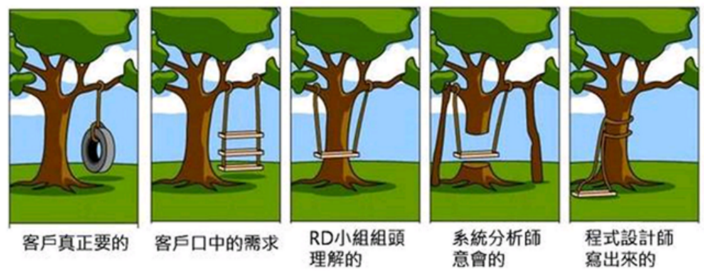 客戶真正要的
客戶口中的需求
RD小組組頭
理解的
系統分析師
意會的
程式設計師
寫出來的